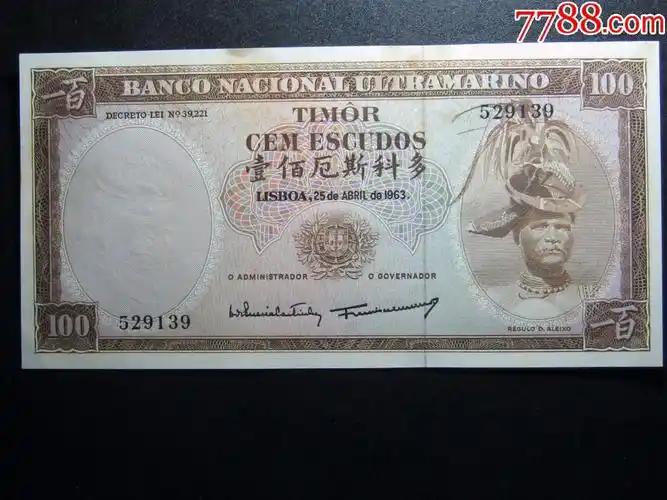 7788.com
BANCO NACIONAL ULTRAMARINO
一百
100
DECRETO-LEI Nº 39,221
TIMÔR
529139
CEM ESCUDOS
壹佰厄斯科多
LISBOA, 25 de ABRIL de 1963.
O ADMINISTRADOR
O GOVERNADOR
100
529139
RÉGULO D. ALEIXO
一百